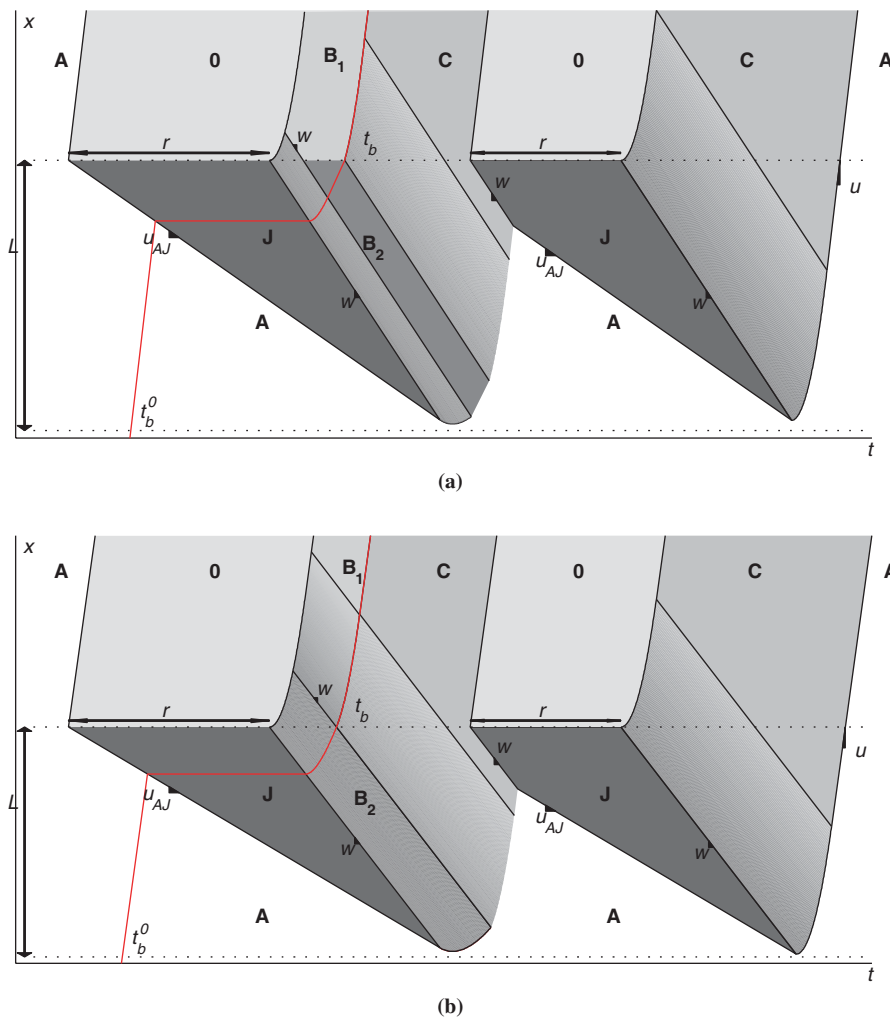 x
A 0 B1 C 0 C A
r w tb r
w u
L uAJ J B2 J uAJ
w w
A A
tb0
t
(a)
x
A 0 B1 C 0 C A
r w tb r
w u
L uAJ J B2 J uAJ
w w
A A
tb0
t
(b)